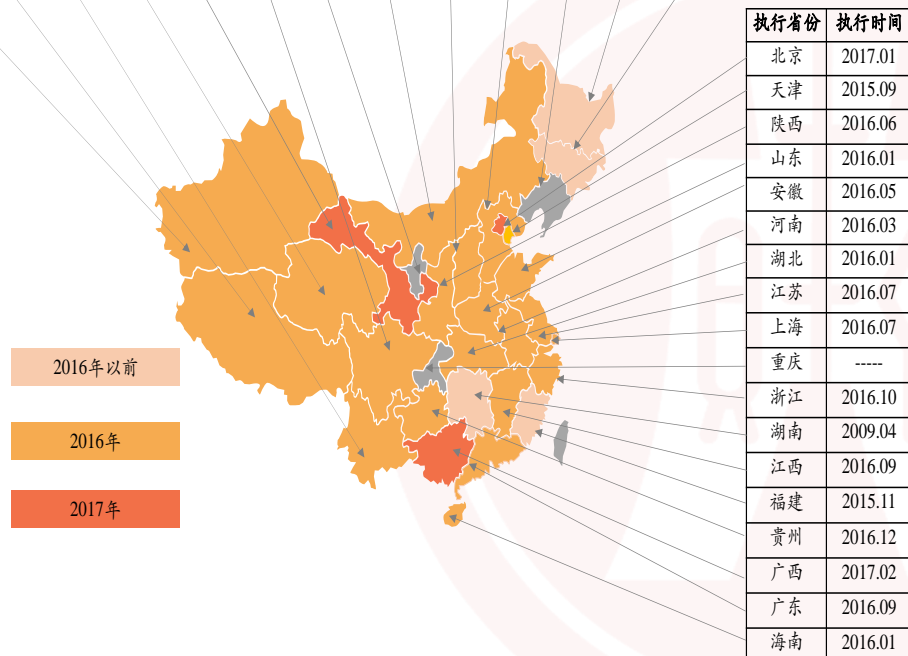 执行省份 执行时间
北京 2017.01
天津 2015.09
陕西 2016.06
山东 2016.01
安徽 2016.05
河南 2016.03
湖北 2016.01
江苏 2016.07
上海 2016.07
重庆 -----
浙江 2016.10
湖南 2009.04
江西 2016.09
福建 2015.11
贵州 2016.12
广西 2017.02
广东 2016.09
海南 2016.01
2016年以前
2016年
2017年